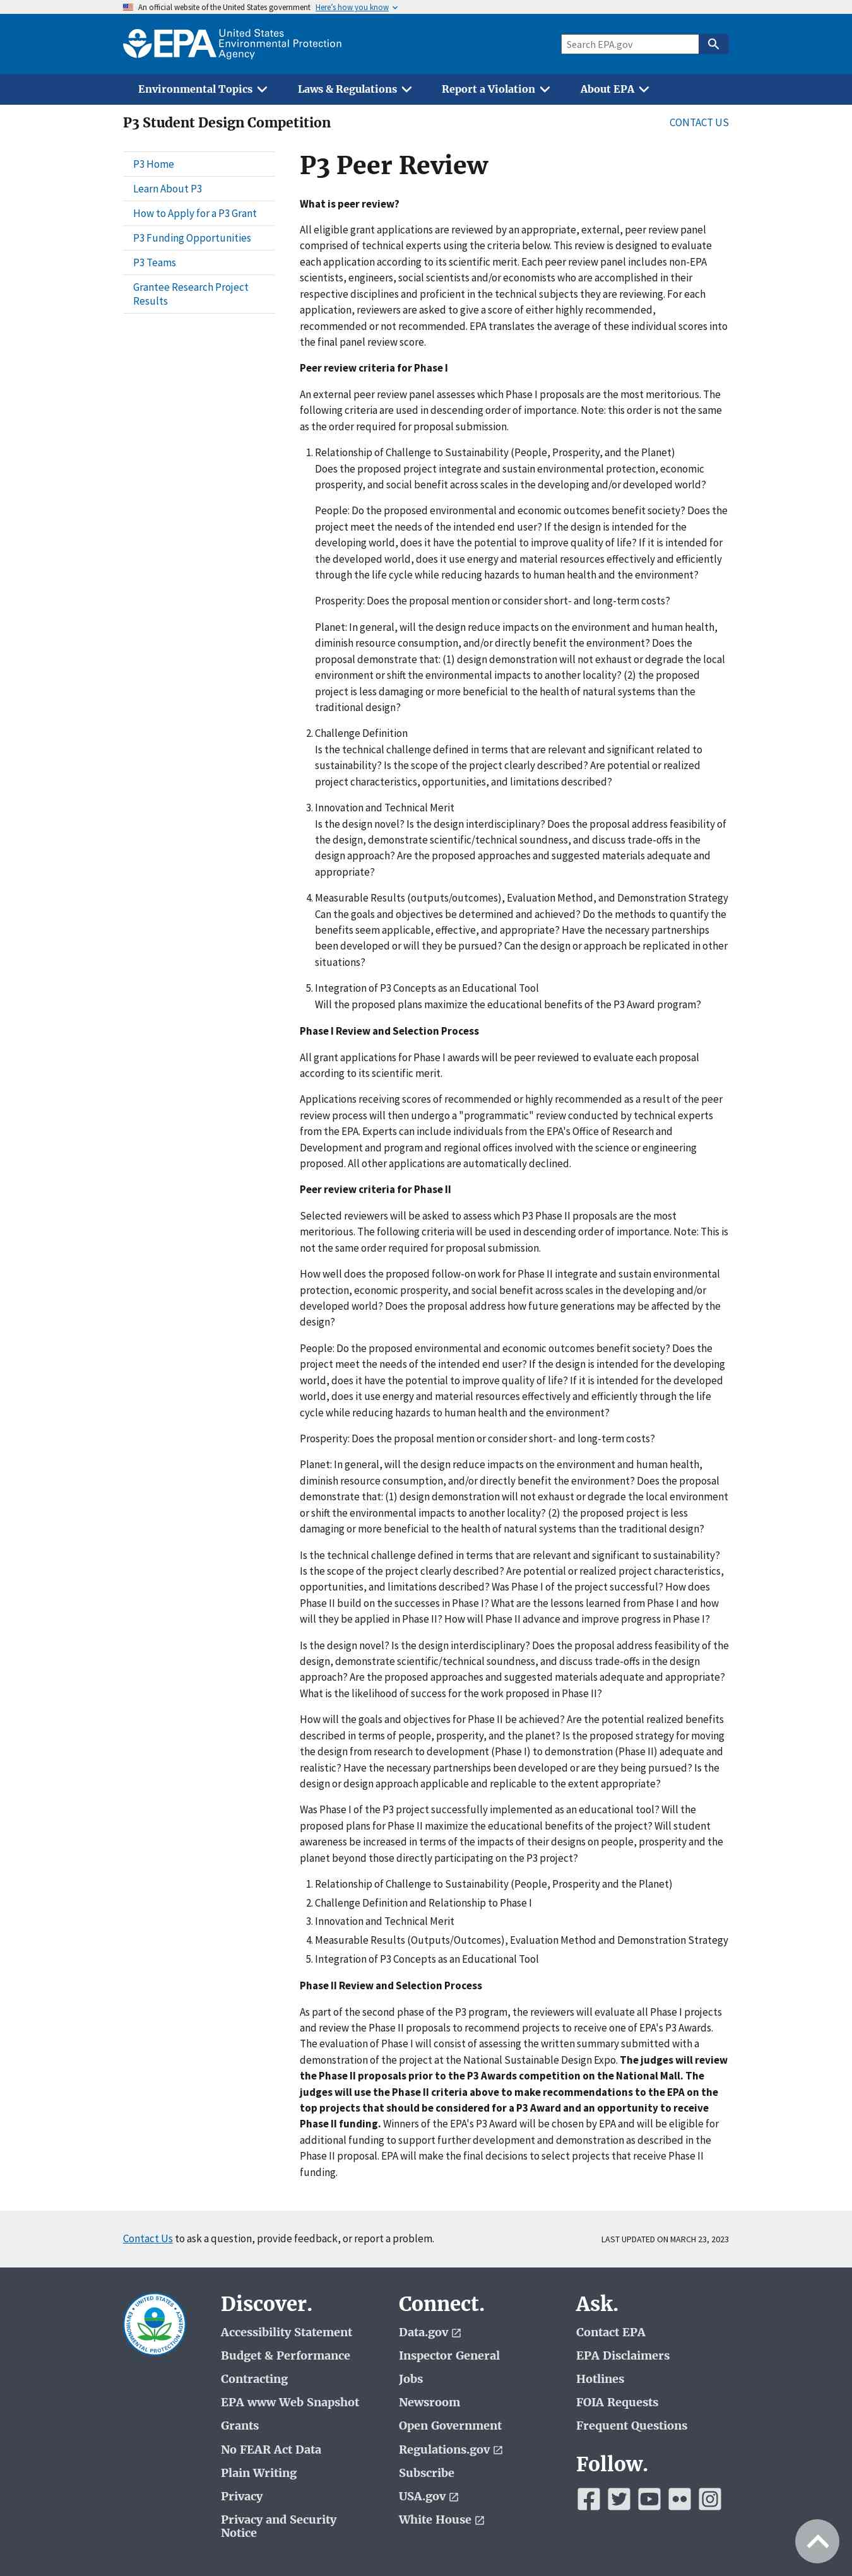 An official website of the United States government Here's how you know
EPA United States
Environmental Protection
Agency
Search EPA.gov
Environmental Topics Laws & Regulations Report a Violation About EPA
P3 Student Design Competition CONTACT US
P3 Home
Learn About P3
How to Apply for a P3 Grant
P3 Funding Opportunities
P3 Teams
Grantee Research Project
Results
P3 Peer Review
What is peer review?
All eligible grant applications are reviewed by an appropriate, external, peer review panel
comprised of technical experts using the criteria below. This review is designed to evaluate
each application according to its scientific merit. Each peer review panel includes non-EPA
scientists, engineers, social scientists and/or economists who are accomplished in their
respective disciplines and proficient in the technical subjects they are reviewing. For each
application, reviewers are asked to give a score of either highly recommended,
recommended or not recommended. EPA translates the average of these individual scores into
the final panel review score.
Peer review criteria for Phase I
An external peer review panel assesses which Phase I proposals are the most meritorious. The
following criteria are used in descending order of importance. Note: this order is not the same
as the order required for proposal submission.
1. Relationship of Challenge to Sustainability (People, Prosperity, and the Planet)
Does the proposed project integrate and sustain environmental protection, economic
prosperity, and social benefit across scales in the developing and/or developed world?
People: Do the proposed environmental and economic outcomes benefit society? Does the
project meet the needs of the intended end user? If the design is intended for the
developing world, does it have the potential to improve quality of life? If it is intended for
the developed world, does it use energy and material resources effectively and efficiently
through the life cycle while reducing hazards to human health and the environment?
Prosperity: Does the proposal mention or consider short- and long-term costs?
Planet: In general, will the design reduce impacts on the environment and human health,
diminish resource consumption, and/or directly benefit the environment? Does the
proposal demonstrate that: (1) design demonstration will not exhaust or degrade the local
environment or shift the environmental impacts to another locality? (2) the proposed
project is less damaging or more beneficial to the health of natural systems than the
traditional design?
2. Challenge Definition
Is the technical challenge defined in terms that are relevant and significant related to
sustainability? Is the scope of the project clearly described? Are potential or realized
project characteristics, opportunities, and limitations described?
3. Innovation and Technical Merit
Is the design novel? Is the design interdisciplinary? Does the proposal address feasibility of
the design, demonstrate scientific/technical soundness, and discuss trade-offs in the
design approach? Are the proposed approaches and suggested materials adequate and
appropriate?
4. Measurable Results (outputs/outcomes), Evaluation Method, and Demonstration Strategy
Can the goals and objectives be determined and achieved? Do the methods to quantify the
benefits seem applicable, effective, and appropriate? Have the necessary partnerships
been developed or will they be pursued? Can the design or approach be replicated in other
situations?
5. Integration of P3 Concepts as an Educational Tool
Will the proposed plans maximize the educational benefits of the P3 Award program?
Phase I Review and Selection Process
All grant applications for Phase I awards will be peer reviewed to evaluate each proposal
according to its scientific merit.
Applications receiving scores of recommended or highly recommended as a result of the peer
review process will then undergo a "programmatic" review conducted by technical experts
from the EPA. Experts can include individuals from the EPA's Office of Research and
Development and program and regional offices involved with the science or engineering
proposed. All other applications are automatically declined.
Peer review criteria for Phase II
Selected reviewers will be asked to assess which P3 Phase II proposals are the most
meritorious. The following criteria will be used in descending order of importance. Note: This is
not the same order required for proposal submission.
How well does the proposed follow-on work for Phase II integrate and sustain environmental
protection, economic prosperity, and social benefit across scales in the developing and/or
developed world? Does the proposal address how future generations may be affected by the
design?
People: Do the proposed environmental and economic outcomes benefit society? Does the
project meet the needs of the intended end user? If the design is intended for the developing
world, does it have the potential to improve quality of life? If it is intended for the developed
world, does it use energy and material resources effectively and efficiently through the life
cycle while reducing hazards to human health and the environment?
Prosperity: Does the proposal mention or consider short- and long-term costs?
Planet: In general, will the design reduce impacts on the environment and human health,
diminish resource consumption, and/or directly benefit the environment? Does the proposal
demonstrate that: (1) design demonstration will not exhaust or degrade the local environment
or shift the environmental impacts to another locality? (2) the proposed project is less
damaging or more beneficial to the health of natural systems than the traditional design?
Is the technical challenge defined in terms that are relevant and significant to sustainability?
Is the scope of the project clearly described? Are potential or realized project characteristics,
opportunities, and limitations described? Was Phase I of the project successful? How does
Phase II build on the successes in Phase I? What are the lessons learned from Phase I and how
will they be applied in Phase II? How will Phase II advance and improve progress in Phase I?
Is the design novel? Is the design interdisciplinary? Does the proposal address feasibility of the
design, demonstrate scientific/technical soundness, and discuss trade-offs in the design
approach? Are the proposed approaches and suggested materials adequate and appropriate?
What is the likelihood of success for the work proposed in Phase II?
How will the goals and objectives for Phase II be achieved? Are the potential realized benefits
described in terms of people, prosperity, and the planet? Is the proposed strategy for moving
the design from research to development (Phase I) to demonstration (Phase II) adequate and
realistic? Have the necessary partnerships been developed or are they being pursued? Is the
design or design approach applicable and replicable to the extent appropriate?
Was Phase I of the P3 project successfully implemented as an educational tool? Will the
proposed plans for Phase II maximize the educational benefits of the project? Will student
awareness be increased in terms of the impacts of their designs on people, prosperity and the
planet beyond those directly participating on the P3 project?
1. Relationship of Challenge to Sustainability (People, Prosperity and the Planet)
2. Challenge Definition and Relationship to Phase I
3. Innovation and Technical Merit
4. Measurable Results (Outputs/Outcomes), Evaluation Method and Demonstration Strategy
5. Integration of P3 Concepts as an Educational Tool
Phase II Review and Selection Process
As part of the second phase of the P3 program, the reviewers will evaluate all Phase I projects
and review the Phase II proposals to recommend projects to receive one of EPA's P3 Awards.
The evaluation of Phase I will consist of assessing the written summary submitted with a
demonstration of the project at the National Sustainable Design Expo. The judges will review
the Phase II proposals prior to the P3 Awards competition on the National Mall. The
judges will use the Phase II criteria above to make recommendations to the EPA on the
top projects that should be considered for a P3 Award and an opportunity to receive
Phase II funding. Winners of the EPA's P3 Award will be chosen by EPA and will be eligible for
additional funding to support further development and demonstration as described in the
Phase II proposal. EPA will make the final decisions to select projects that receive Phase II
funding.
Contact Us to ask a question, provide feedback, or report a problem. LAST UPDATED ON MARCH 23, 2023
UNITED STATES
ENVIRONMENTAL PROTECTION AGENCY
Discover.
Accessibility Statement
Budget & Performance
Contracting
EPA www Web Snapshot
Grants
No FEAR Act Data
Plain Writing
Privacy
Privacy and Security
Notice
Connect.
Data.gov
Inspector General
Jobs
Newsroom
Open Government
Regulations.gov
Subscribe
USA.gov
White House
Ask.
Contact EPA
EPA Disclaimers
Hotlines
FOIA Requests
Frequent Questions
Follow.